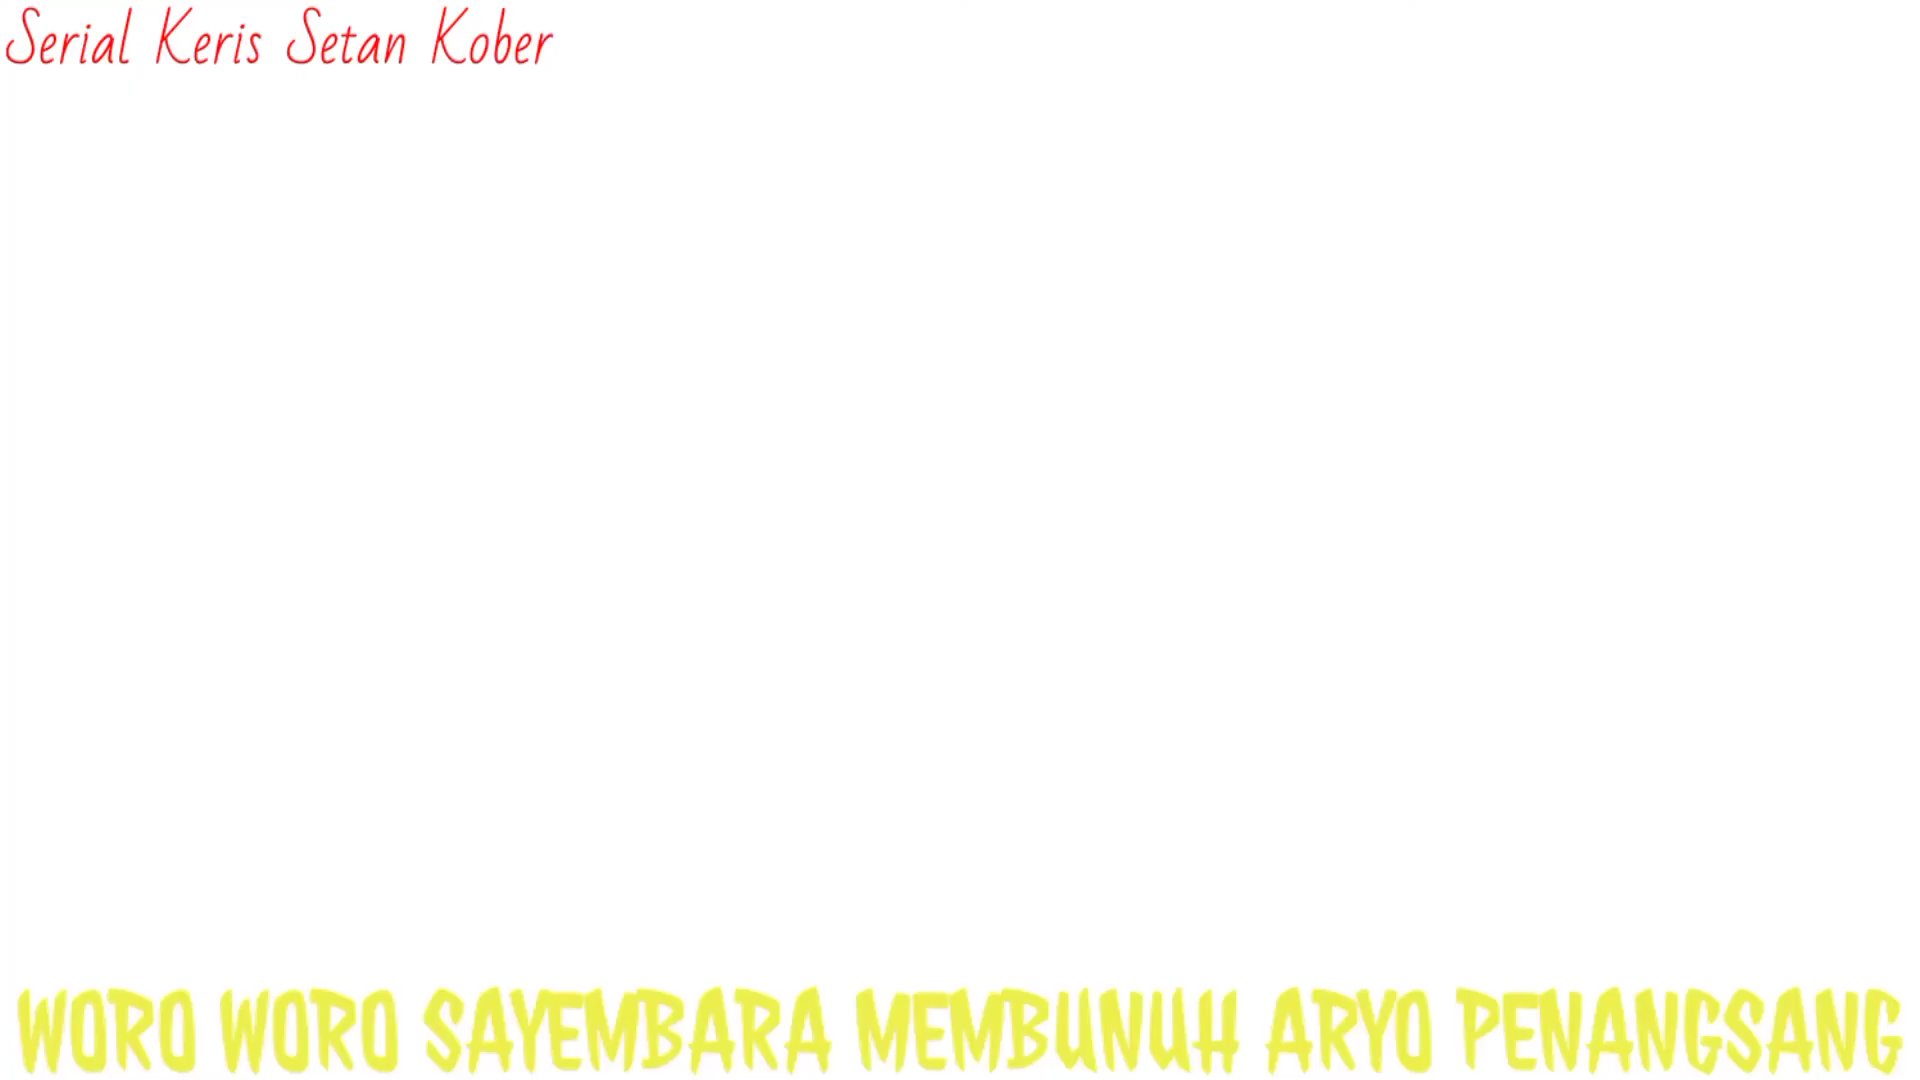 Serial Keris Setan Kober
WORO WORO SAYEMBARA MEMBUNUH ARYO PENANGSANG